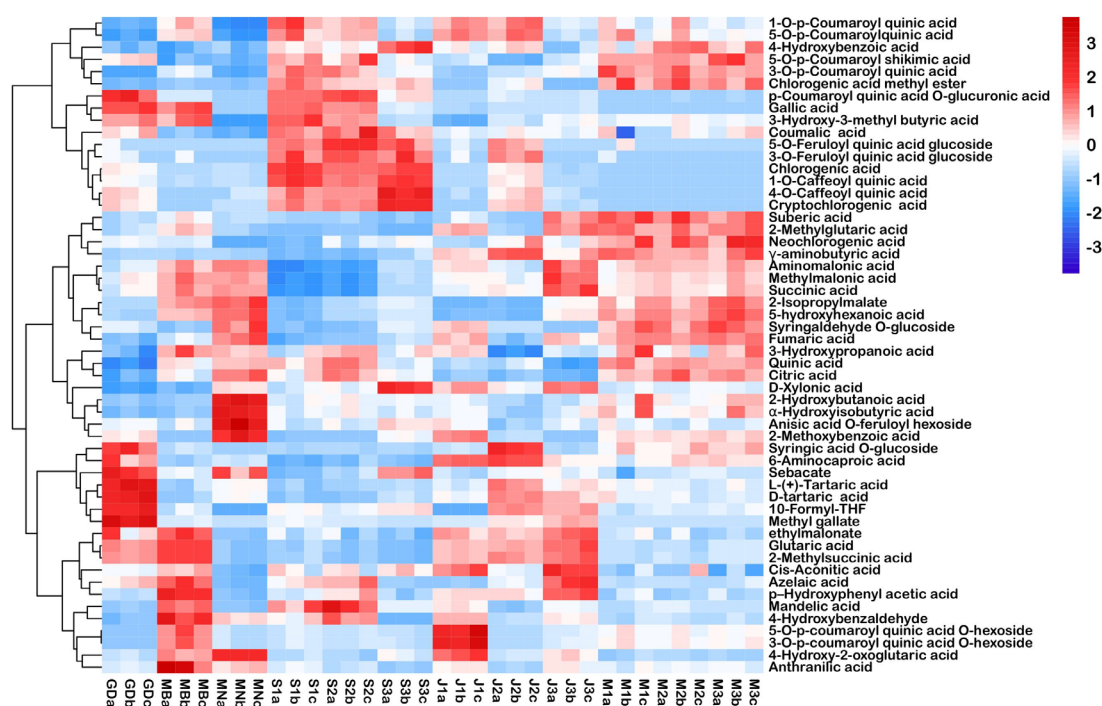 1-O-p-Coumaroyl quinic acid
5-O-p-Coumaroylquinic acid
4-Hydroxybenzoic acid
5-O-p-Coumaroyl shikimic acid
3-O-p-Coumaroyl quinic acid
Chlorogenic acid methyl ester
p-Coumaroyl quinic acid O-glucuronic acid
Gallic acid
3-Hydroxy-3-methyl butyric acid
Coumalic acid
5-O-Feruloyl quinic acid glucoside
3-O-Feruloyl quinic acid glucoside
Chlorogenic acid
1-O-Caffeoyl quinic acid
4-O-Caffeoyl quinic acid
Cryptochlorogenic acid
Suberic acid
2-Methylglutaric acid
Neochlorogenic acid
γ-aminobutyric acid
Aminomalonic acid
Methylmalonic acid
Succinic acid
2-Isopropylmalate
5-hydroxyhexanoic acid
Syringaldehyde O-glucoside
Fumaric acid
3-Hydroxypropanoic acid
Quinic acid
Citric acid
D-Xylonic acid
2-Hydroxybutanoic acid
α-Hydroxyisobutyric acid
Anisic acid O-feruloyl hexoside
2-Methoxybenzoic acid
Syringic acid O-glucoside
6-Aminocaproic acid
Sebacate
L-(+)-Tartaric acid
D-tartaric acid
10-Formyl-THF
Methyl gallate
ethylmalonate
Glutaric acid
2-Methylsuccinic acid
Cis-Aconitic acid
Azelaic acid
p–Hydroxyphenyl acetic acid
Mandelic acid
4-Hydroxybenzaldehyde
5-O-p-coumaroyl quinic acid O-hexoside
3-O-p-coumaroyl quinic acid O-hexoside
4-Hydroxy-2-oxoglutaric acid
Anthranilic acid
3
2
1
0
-1
-2
-3
GDa
GDb
GDc
MBa
MBb
MBc
MNa
MNb
MNc
S1a
S1b
S1c
S2a
S2b
S2c
S3a
S3b
S3c
J1a
J1b
J1c
J2a
J2b
J2c
J3a
J3b
J3c
M1a
M1b
M1c
M2a
M2b
M2c
M3a
M3b
M3c